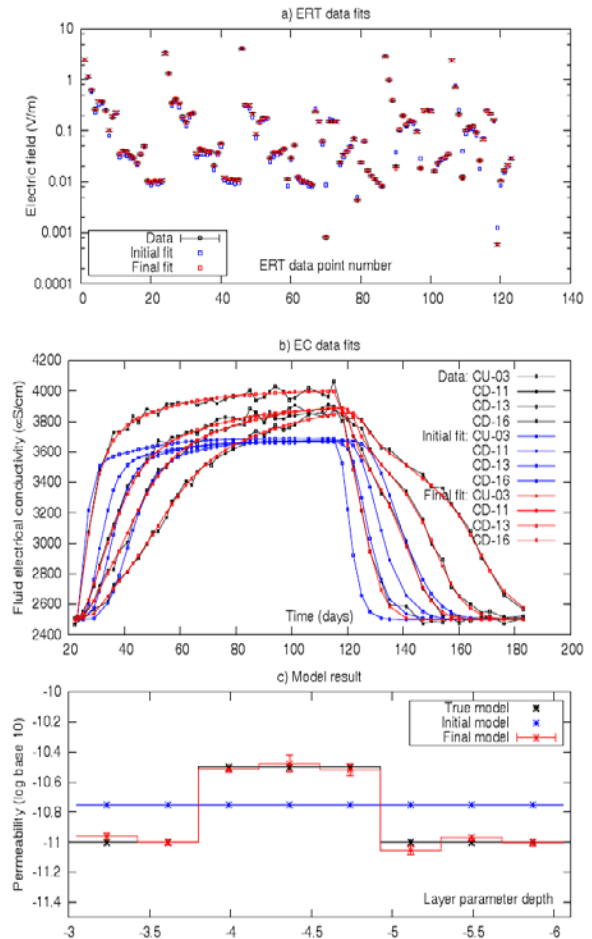 a) ERT data fits
10
1
0.1
0.01
0.001
0.0001
Electric field (V/m)
Data
Initial fit
Final fit
ERT data point number
0 20 40 60 80 100 120 140
b) EC data fits
4200
4000
3800
3600
3400
3200
3000
2800
2600
2400
Fluid electrical conductivity (∝S/cm)
Data: CU-03
CD-11
CD-13
CD-16
Initial fit: CU-03
CD-11
CD-13
CD-16
Final fit: CU-03
CD-11
CD-13
CD-16
Time (days)
20 40 60 80 100 120 140 160 180 200
c) Model result
-10
-10.2
-10.4
-10.6
-10.8
-11
-11.2
-11.4
Permeability (log base 10)
True model
Initial model
Final model
Layer parameter depth
-3 -3.5 -4 -4.5 -5 -5.5 -6